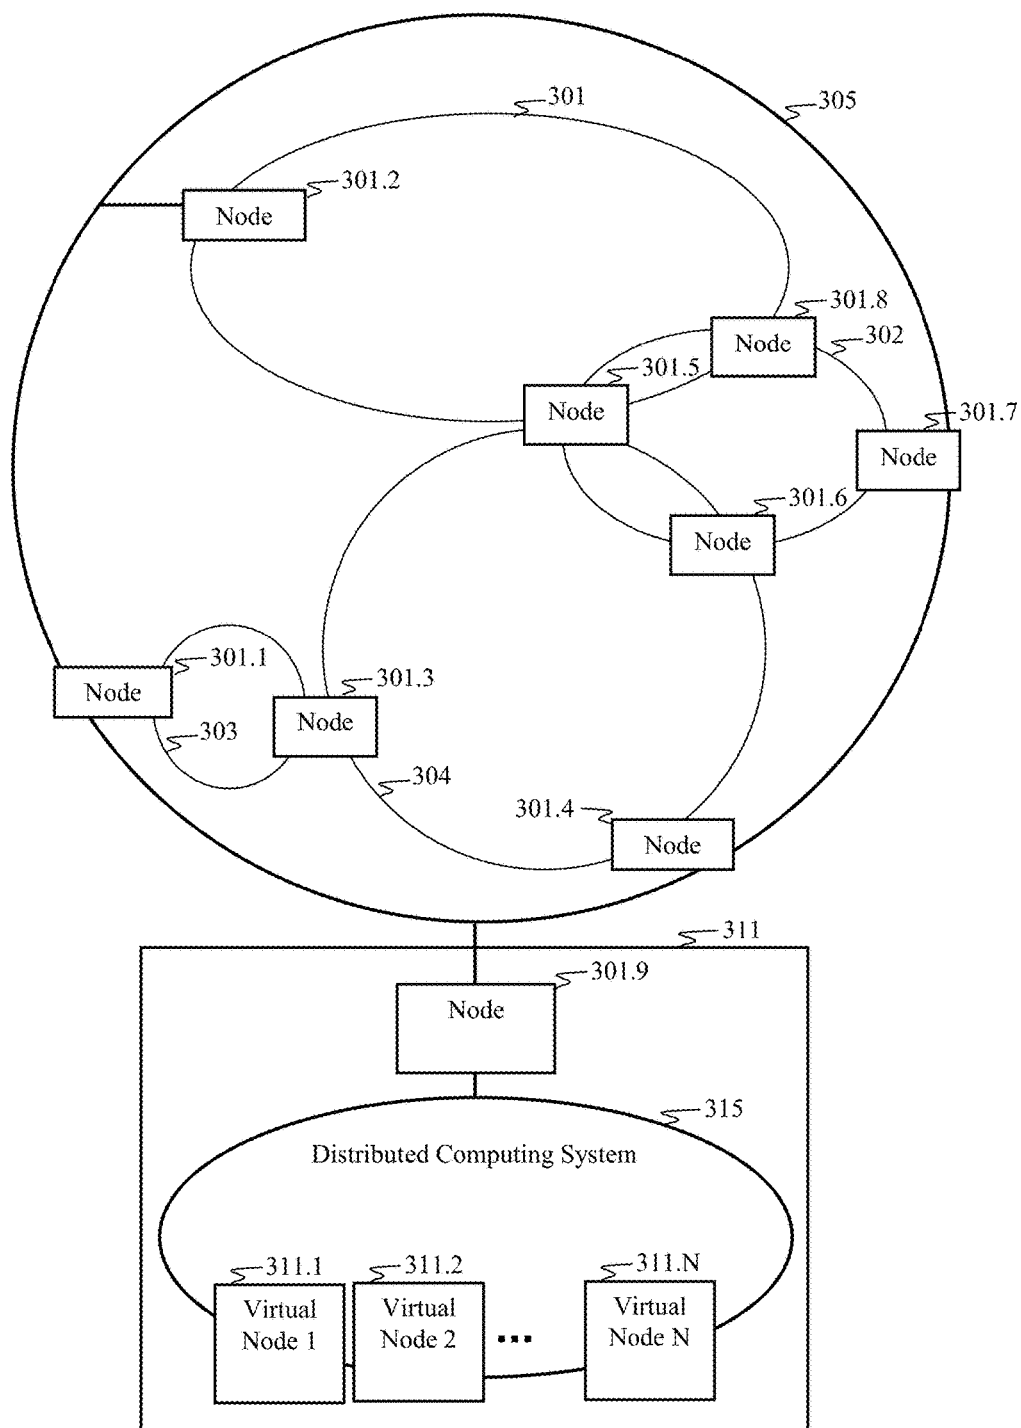 301
305
301.2
Node
301.8
302
Node
301.5
Node
301.7
Node
301.6
Node
301.1
Node
301.3
Node
303
304
301.4
Node
311
301.9
Node
315
Distributed Computing System
311.1
311.2
311.N
Virtual
Node 1
Virtual
Node 2
...
Virtual
Node N